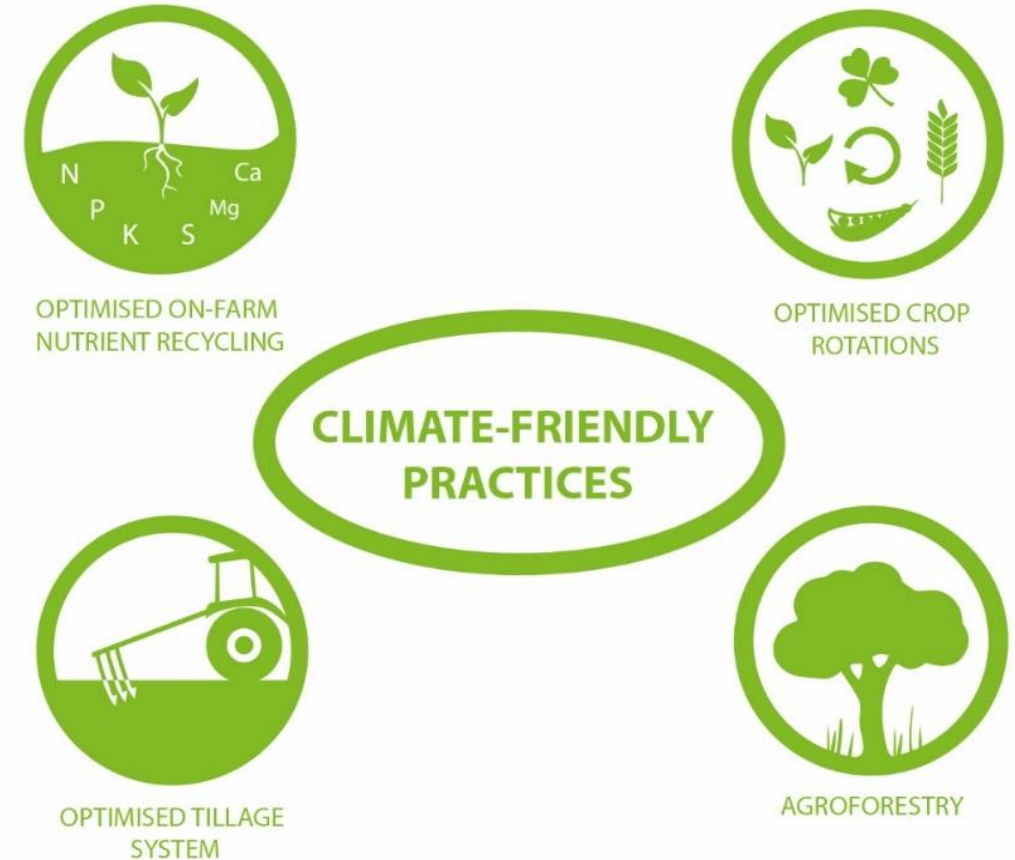 N
Ca
P
Mg
K
S
OPTIMISED ON-FARM
NUTRIENT RECYCLING
OPTIMISED CROP
ROTATIONS
CLIMATE-FRIENDLY
PRACTICES
OPTIMISED TILLAGE
SYSTEM
AGROFORESTRY